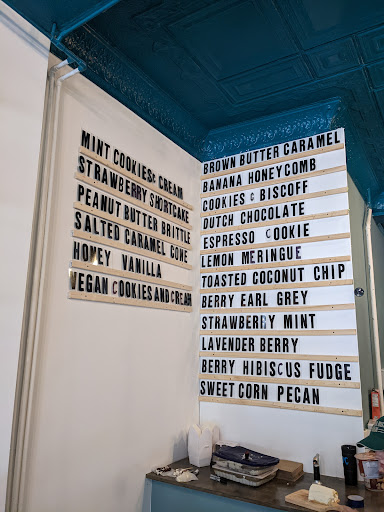 MINT COOKIES& CREAM
STRAWBERRY SHORTCAKE
PEANUT BUTTER BRITTLE
SALTED CARAMEL CONE
HONEY VANILLA
VEGAN COOKIES AND CREAM
BROWN BUTTER CARAMEL
BANANA HONEYCOMB
COOKIES & BISCOFF
DUTCH CHOCOLATE
ESPRESSO COOKIE
LEMON MERINGUE
TOASTED COCONUT CHIP
BERRY EARL GREY
STRAWBERRY MINT
LAVENDER BERRY
BERRY HIBISCUS FUDGE
SWEET CORN PECAN